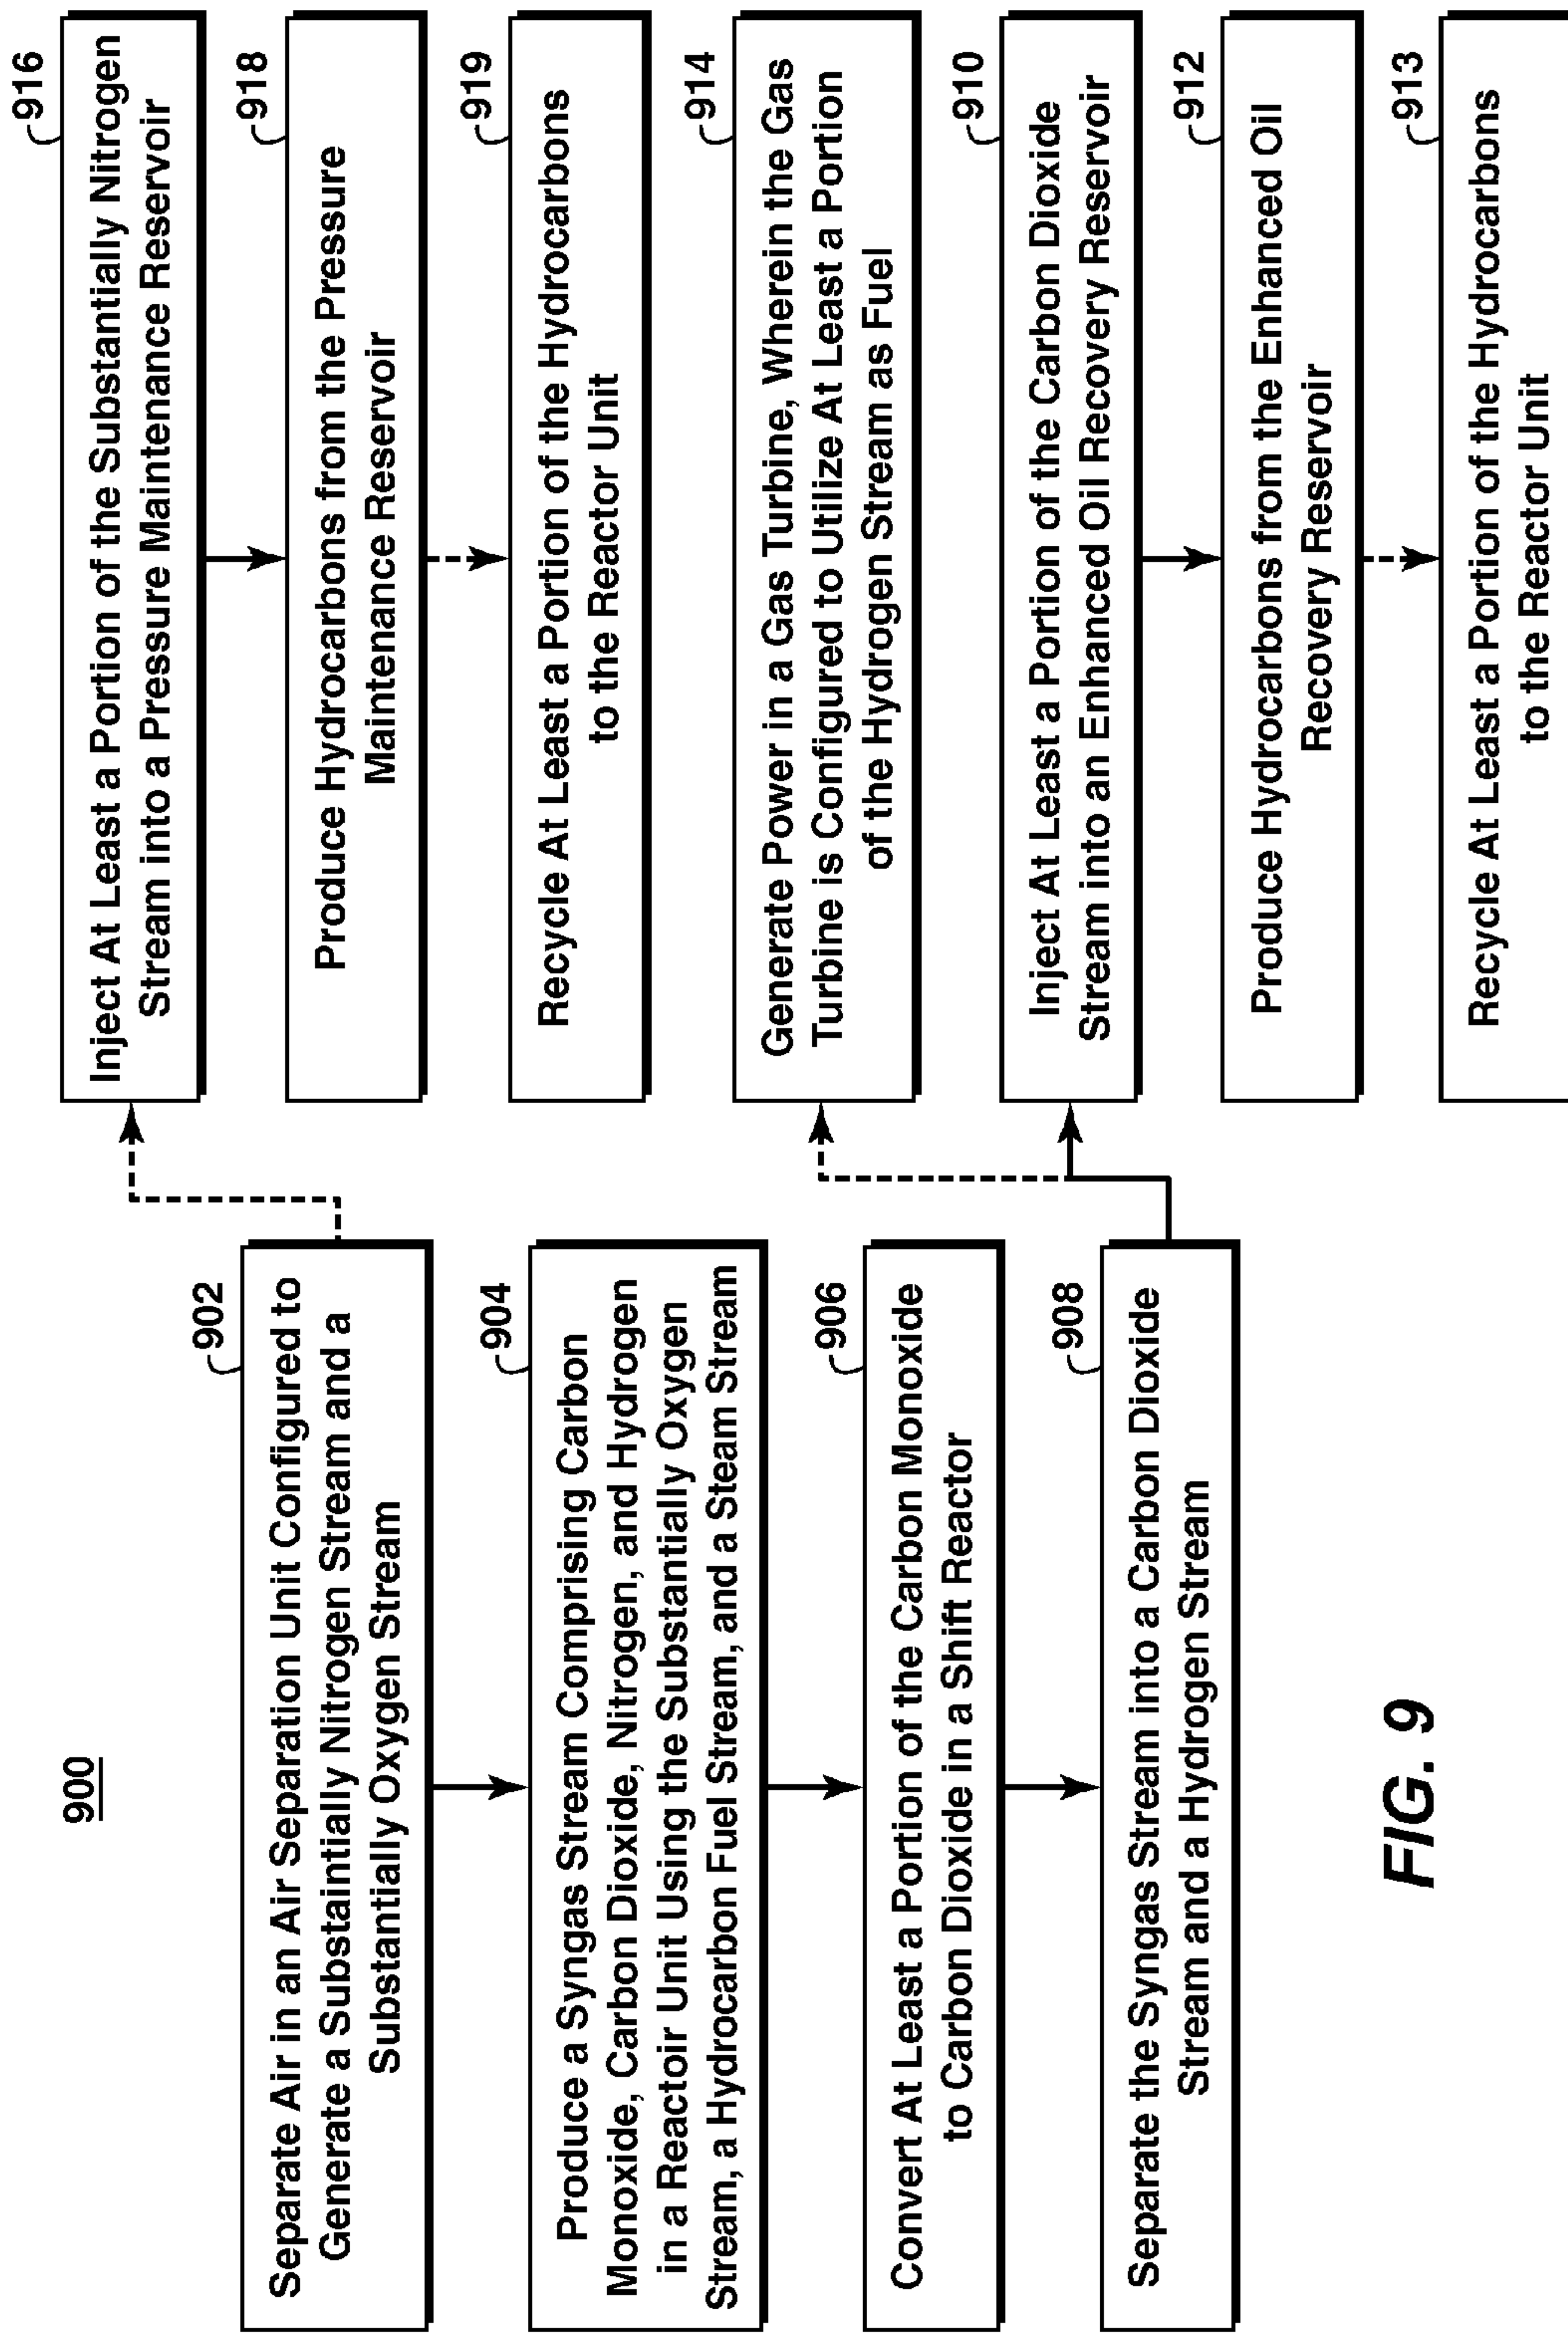 900
902
Separate Air in an Air Separation Unit Configured to
Generate a Substaintially Nitrogen Stream and a
Substantially Oxygen Stream
904
Produce a Syngas Stream Comprising Carbon
Monoxide, Carbon Dioxide, Nitrogen, and Hydrogen
in a Reactoir Unit Using the Substantially Oxygen
Stream, a Hydrocarbon Fuel Stream, and a Steam Stream
906
Convert At Least a Portion of the Carbon Monoxide
to Carbon Dioxide in a Shift Reactor
908
Separate the Syngas Stream into a Carbon Dioxide
Stream and a Hydrogen Stream
916
Inject At Least a Portion of the Substantially Nitrogen
Stream into a Pressure Maintenance Reservoir
918
Produce Hydrocarbons from the Pressure
Maintenance Reservoir
919
Recycle At Least a Portion of the Hydrocarbons
to the Reactor Unit
914
Generate Power in a Gas Turbine, Wherein the Gas
Turbine is Configured to Utilize At Least a Portion
of the Hydrogen Stream as Fuel
910
Inject At Least a Portion of the Carbon Dioxide
Stream into an Enhanced Oil Recovery Reservoir
912
Produce Hydrocarbons from the Enhanced Oil
Recovery Reservoir
913
Recycle At Least a Portion of the Hydrocarbons
to the Reactor Unit
FIG. 9